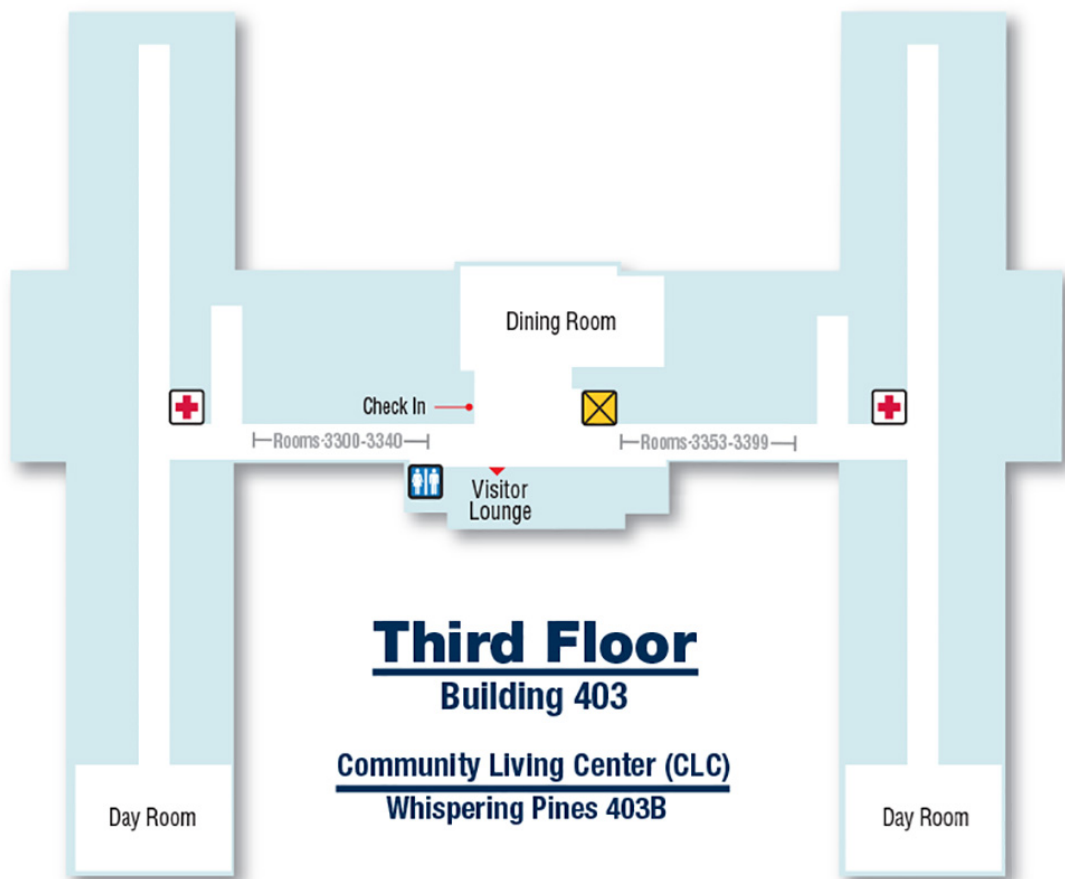 Dining Room
Check In
Rooms·3300-3340
Rooms·3353-3399
Visitor
Lounge
Third Floor
Building 403
Community Living Center (CLC)
Whispering Pines 403B
Day Room
Day Room